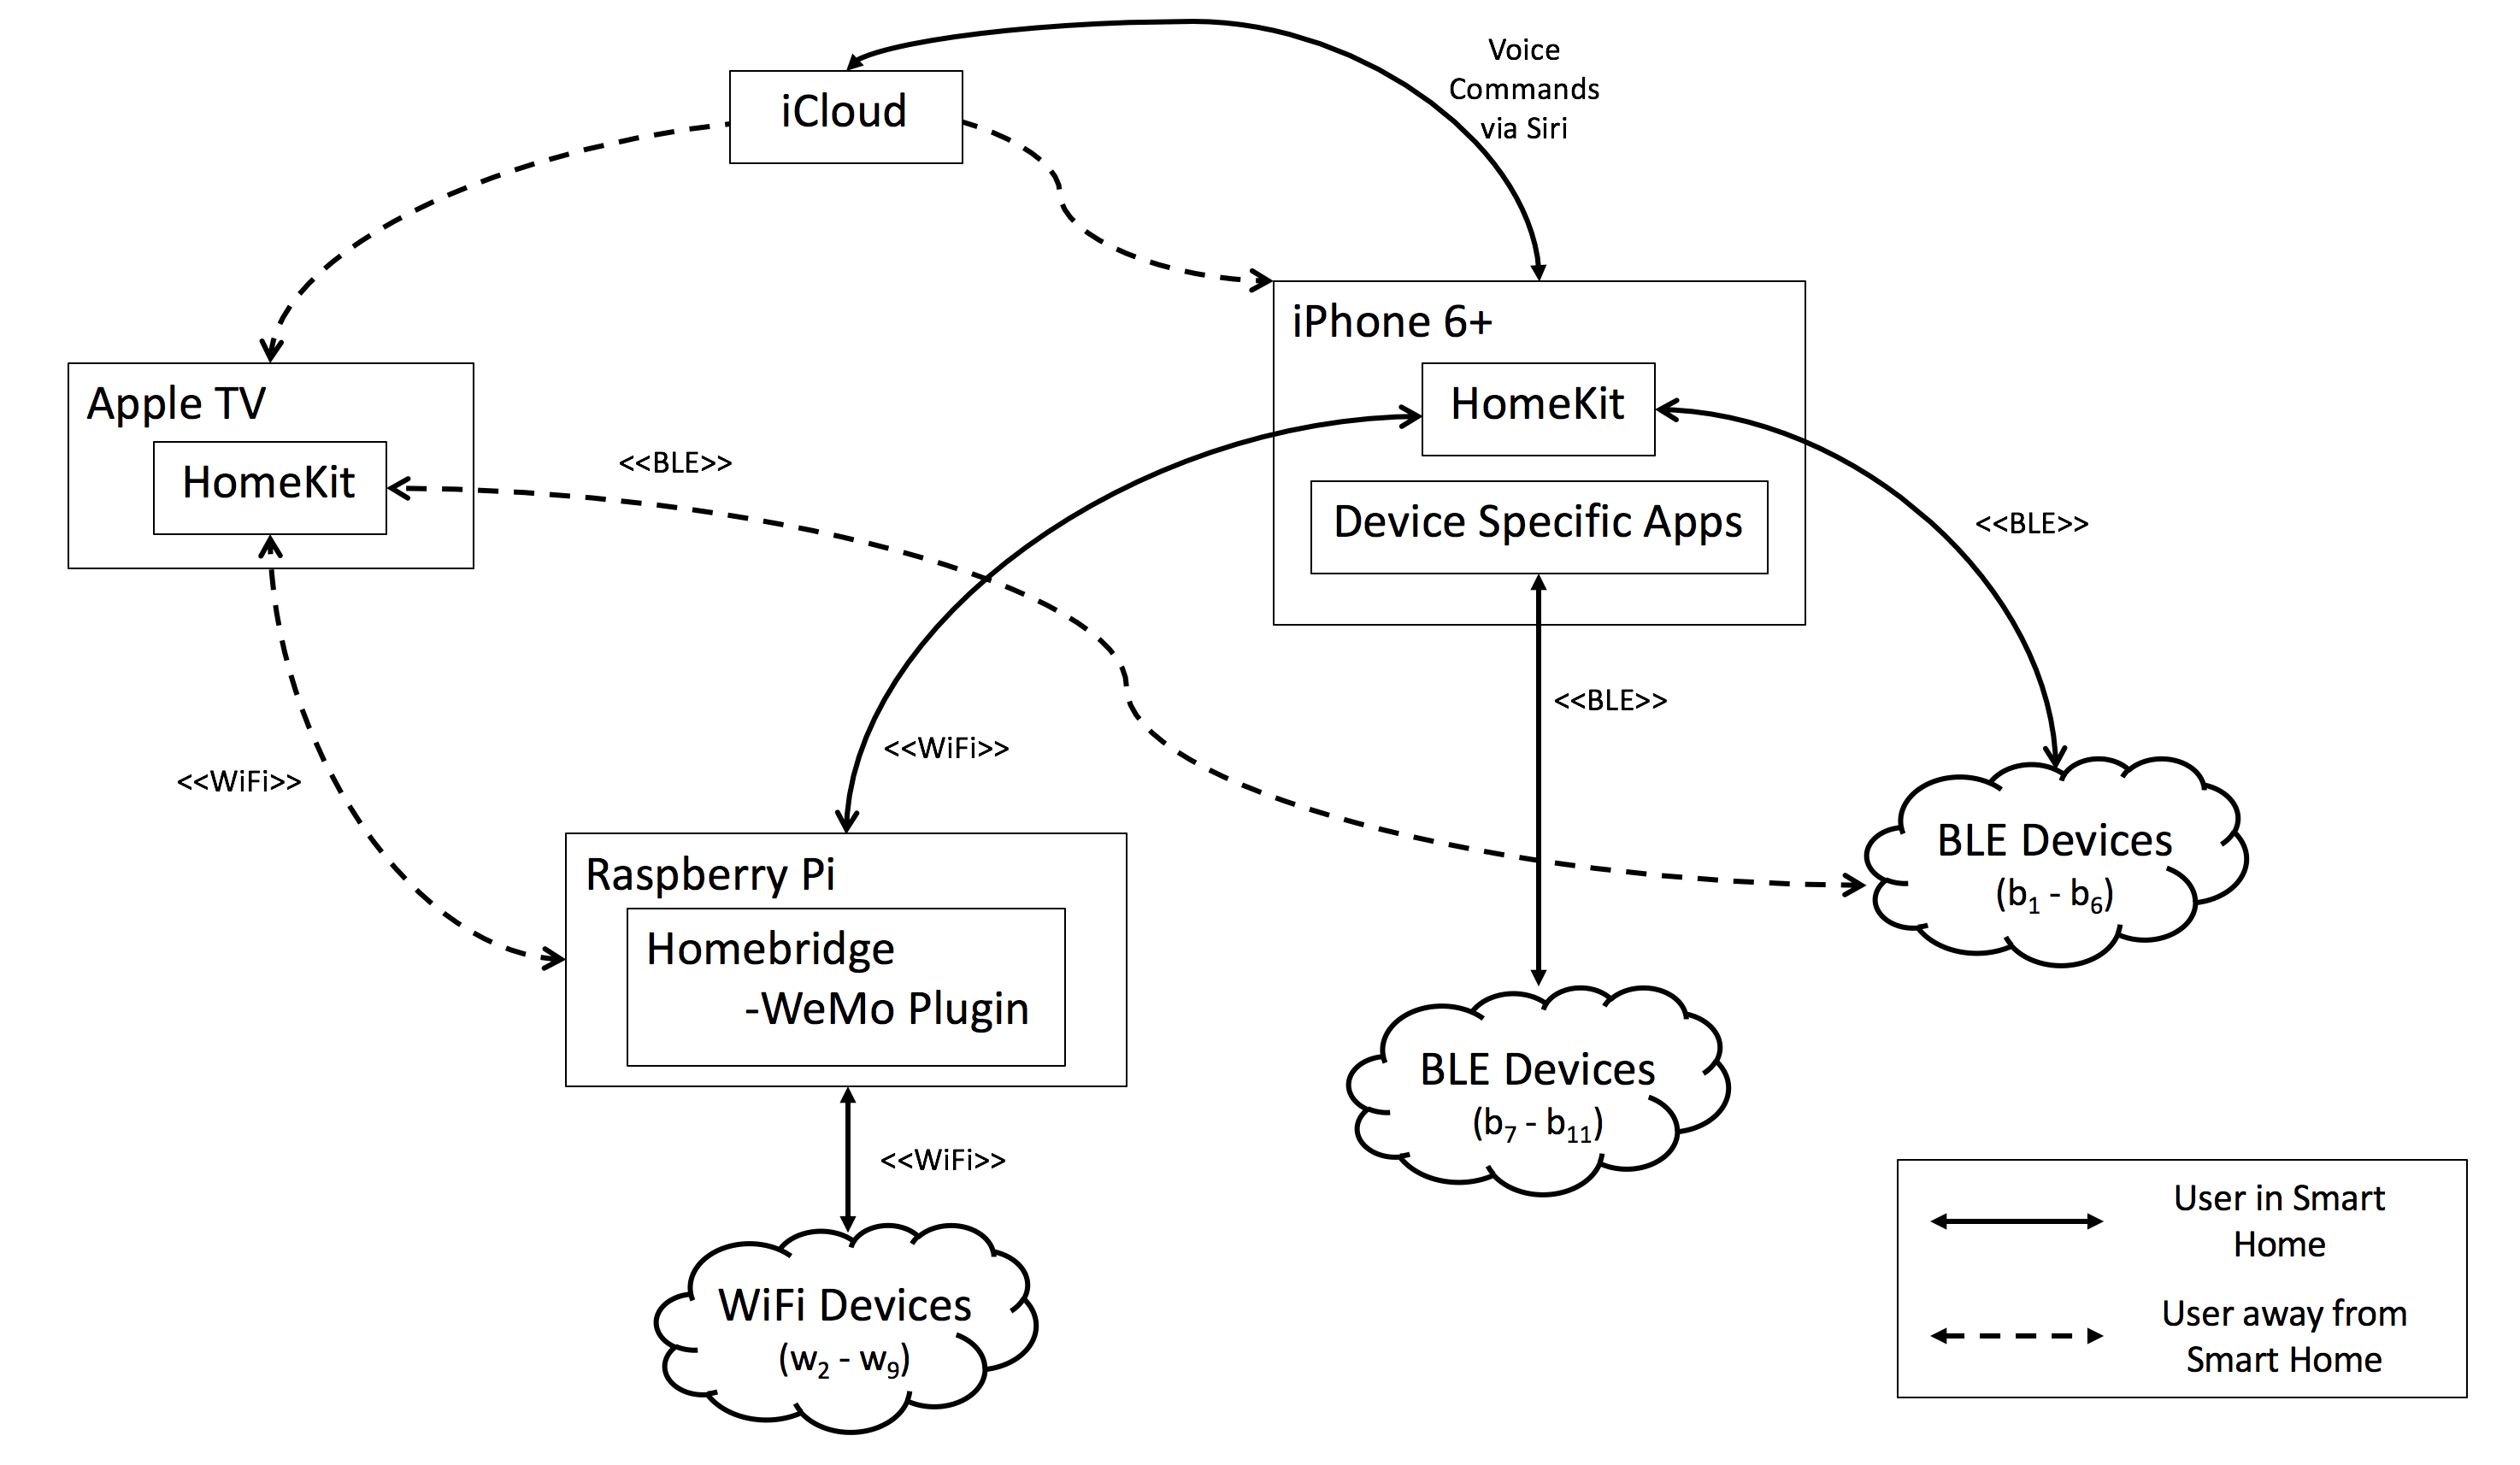 Voice
Commands
via Siri
iCloud
iPhone 6+
HomeKit
Device Specific Apps
Apple TV
HomeKit
<<BLE>>
<<BLE>>
<<BLE>>
<<WiFi>>
<<WiFi>>
Raspberry Pi
Homebridge
-WeMo Plugin
BLE Devices
(b₁ - b₆)
BLE Devices
(b₇ - b₁₁)
<<WiFi>>
WiFi Devices
(w₂ - w₉)
User in Smart
Home
User away from
Smart Home